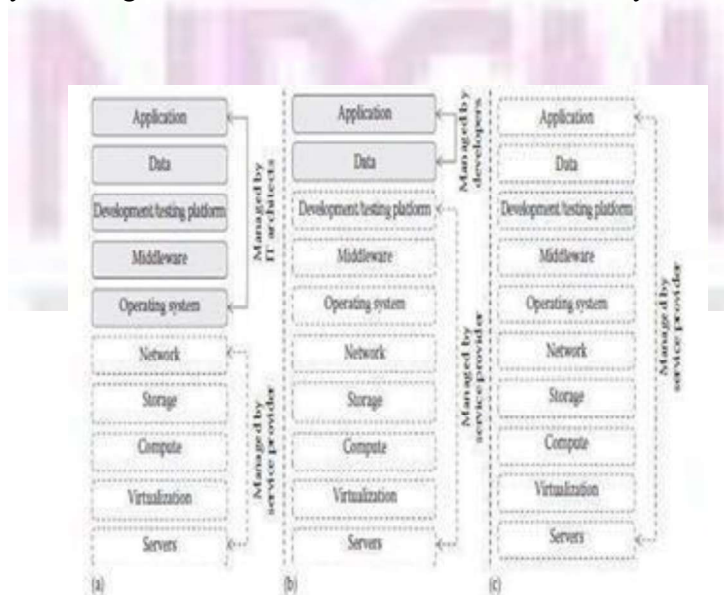 Application
Data
Development/testing platform
Middleware
Operating system
Network
Storage
Compute
Virtualization
Servers
Managed by
IT architects
Managed by
service provider
(a)
Application
Data
Development/testing platform
Middleware
Operating system
Network
Storage
Compute
Virtualization
Servers
Managed by
developers
Managed by
service provider
(b)
Application
Data
Development/testing platform
Middleware
Operating system
Network
Storage
Compute
Virtualization
Servers
Managed by
service provider
(c)